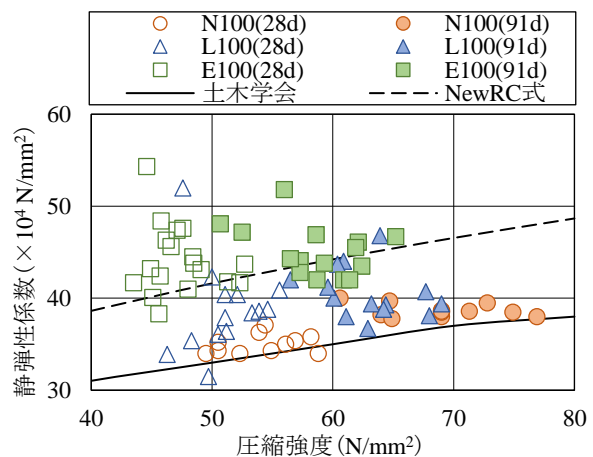 N100(28d) N100(91d)
L100(28d) L100(91d)
E100(28d) E100(91d)
土木学会 NewRC式
60
50
40
30
静弾性係数(×10⁴ N/mm²)
40 50 60 70 80
圧縮強度(N/mm²)